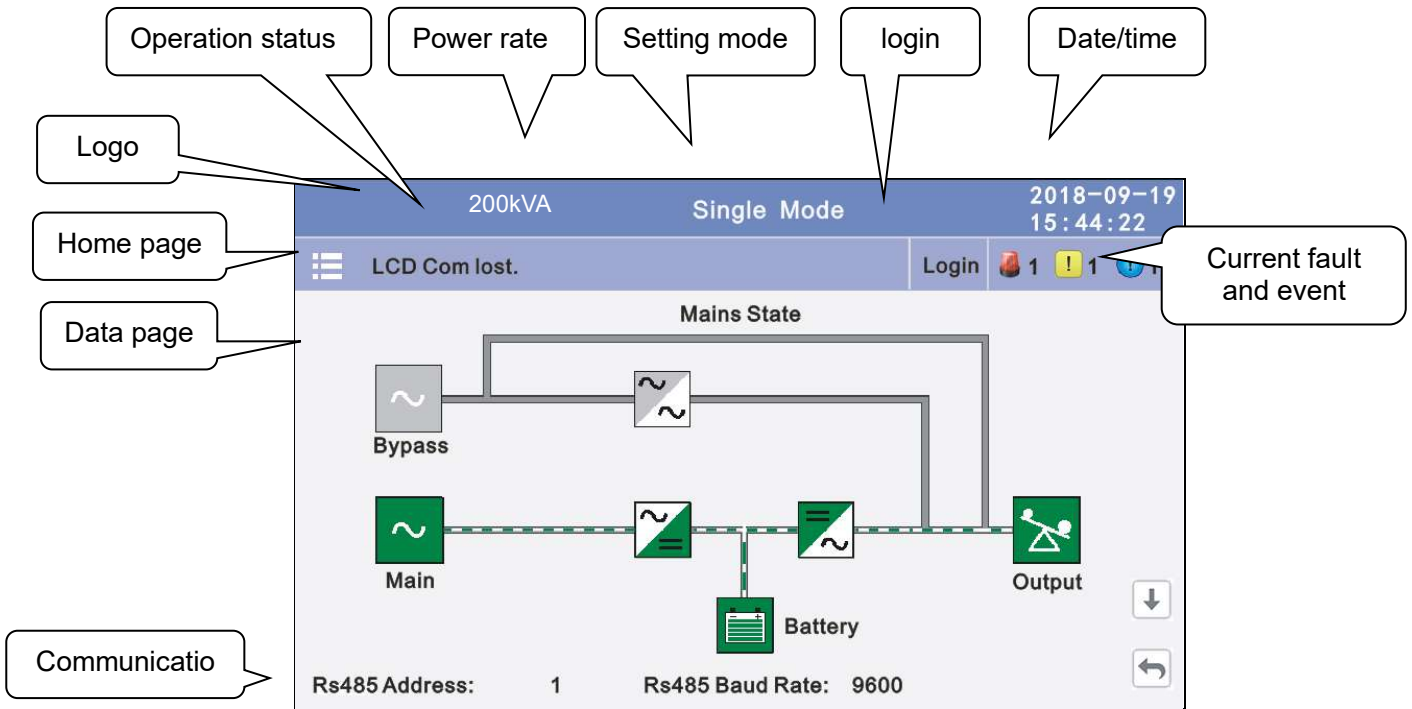 Operation status
Power rate
Setting mode
login
Date/time
Logo
200kVA
Single Mode
2018-09-19
15:44:22
Home page
LCD Com lost.
Login
1
! 1
Current fault
and event
Data page
Mains State
Bypass
Main
Output
Battery
Communicatio
Rs485 Address: 1 Rs485 Baud Rate: 9600